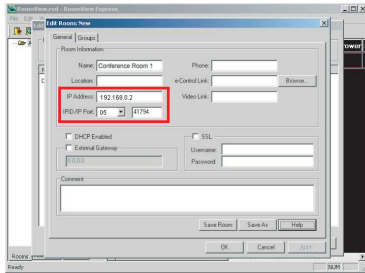 RoomView.rvd - RoomView Express
File
Edit Room: New
General Groups
Room Information
Name: Conference Room 1
Phone:
Location:
e-Control Link:
Browse...
IP Address: 192.168.0.2
Video Link:
IPID/IP Port: 05 41794
DHCP Enabled
SSL
External Gateway
Username:
0.0.0.0
Password:
Comment
Save Room Save As Help
OK Cancel Apply
Rooms
Ready
NUM